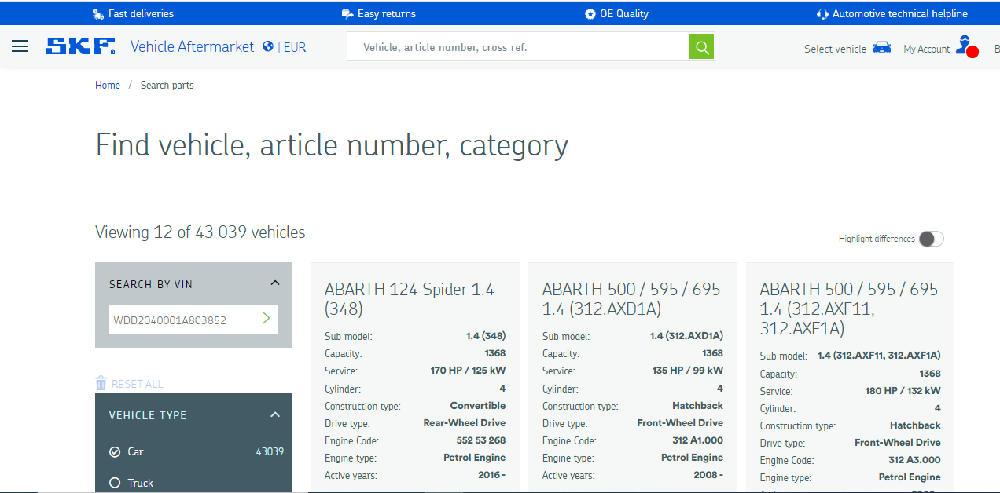 Fast deliveries
Easy returns
OE Quality
Automotive technical helpline
SKF. Vehicle Aftermarket | EUR
Vehicle, article number, cross ref.
Select vehicle
My Account
B
Home / Search parts
Find vehicle, article number, category
Viewing 12 of 43 039 vehicles
Highlight differences
SEARCH BY VIN
WDD2040001A803852
RESET ALL
VEHICLE TYPE
Car 43039
Truck
ABARTH 124 Spider 1.4
(348)
Sub model: 1.4 (348)
Capacity: 1368
Service: 170 HP / 125 kW
Cylinder: 4
Construction type: Convertible
Drive type: Rear-Wheel Drive
Engine Code: 552 53 268
Engine type: Petrol Engine
Active years: 2016 -
ABARTH 500 / 595 / 695
1.4 (312.AXD1A)
Sub model: 1.4 (312.AXD1A)
Capacity: 1368
Service: 135 HP / 99 kW
Cylinder: 4
Construction type: Hatchback
Drive type: Front-Wheel Drive
Engine Code: 312 A1.000
Engine type: Petrol Engine
Active years: 2008 -
ABARTH 500 / 595 / 695
1.4 (312.AXF11,
312.AXF1A)
Sub model: 1.4 (312.AXF11, 312.AXF1A)
Capacity: 1368
Service: 180 HP / 132 kW
Cylinder: 4
Construction type: Hatchback
Drive type: Front-Wheel Drive
Engine Code: 312 A3.000
Engine type: Petrol Engine